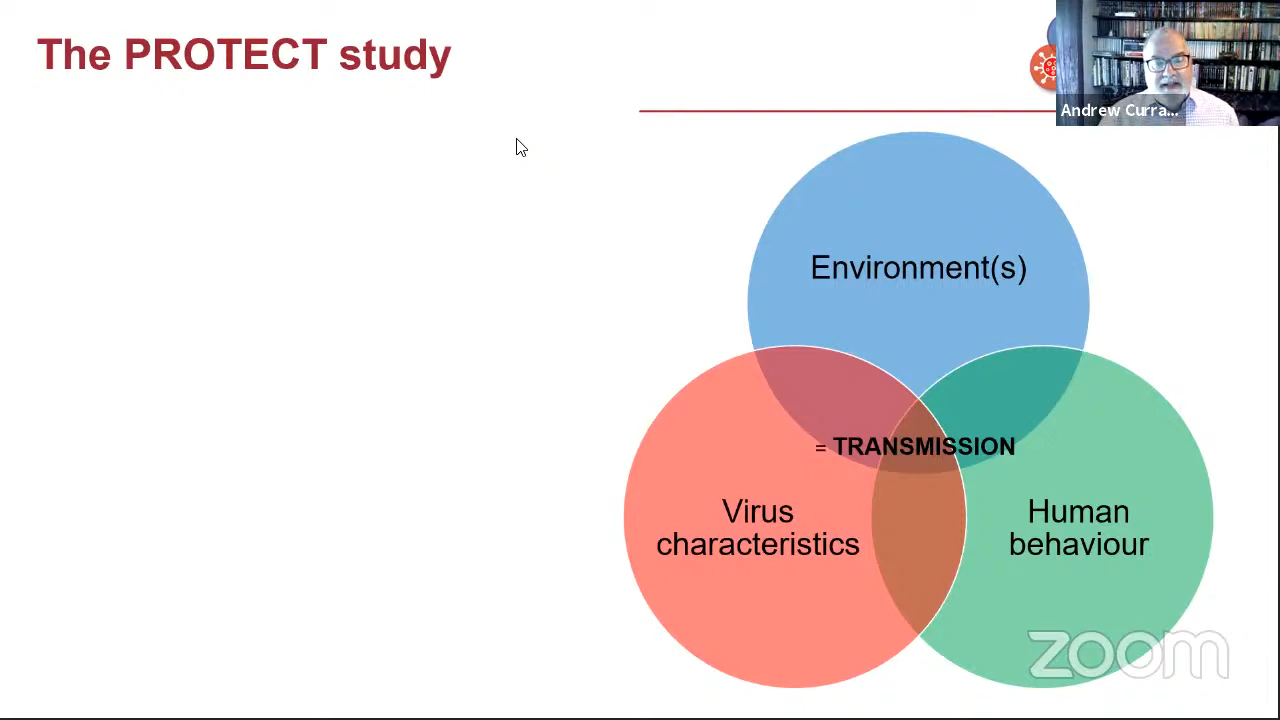 The PROTECT study
Andrew Curra...
Environment(s)
= TRANSMISSION
Virus
characteristics
Human
behaviour
zoom